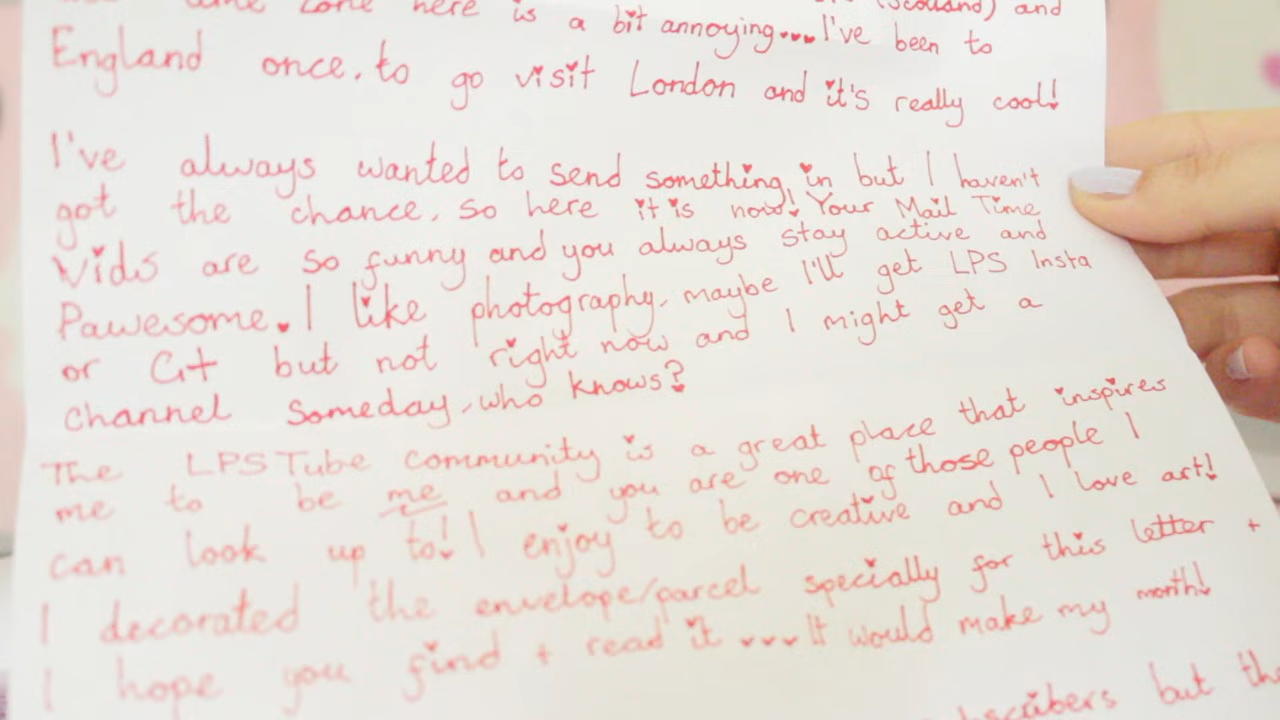 time zone here is a bit annoying...I've been to (Scotland) and
England once, to go visit London and it's really cool!
I've always wanted to send something in but I haven't
got the chance, so here it is now! Your Mail Time
Vids are so funny and you always stay active and
Pawesome. I like photography, maybe I'll get LPS Insta
or G+ but not right now and I might get a
channel someday, who knows?
The LPSTube community is a great place that inspires
me to be me and you are one of those people I
can look up to! I enjoy to be creative and I love art!
I decorated the envelope/parcel specially for this letter +
I hope you find + read it ...It would make my month!
but